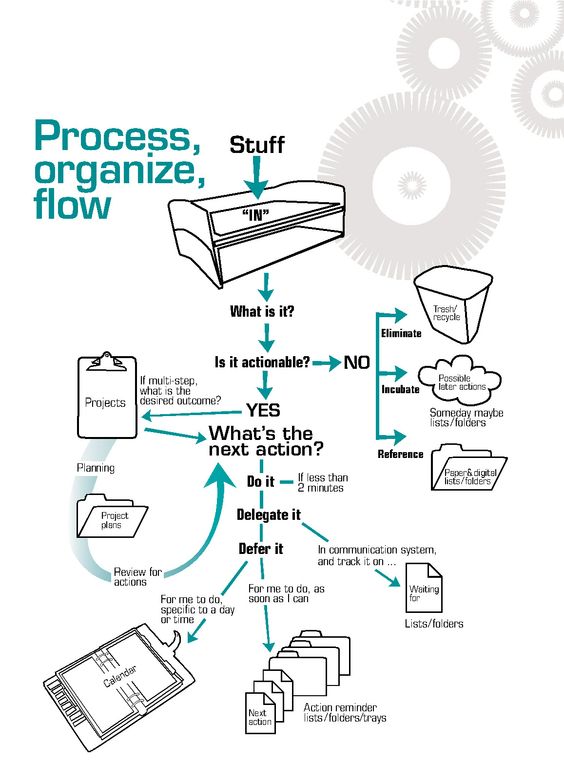 Process,
organize,
flow
Stuff
“IN”
What is it?
Is it actionable?
NO
Eliminate
Trash/
recycle
Incubate
Possible
later actions
Someday maybe
lists/folders
Reference
Paper&digital
lists/folders
YES
If multi-step,
what is the
desired outcome?
Projects
What's the
next action?
Planning
Project
plans
Review for
actions
Do it
If less than
2 minutes
Delegate it
In communication system,
and track it on ...
Waiting
for
Lists/folders
Defer it
For me to do,
specific to a day
or time
Calendar
For me to do, as
soon as I can
Next
action
Action reminder
lists/folders/trays